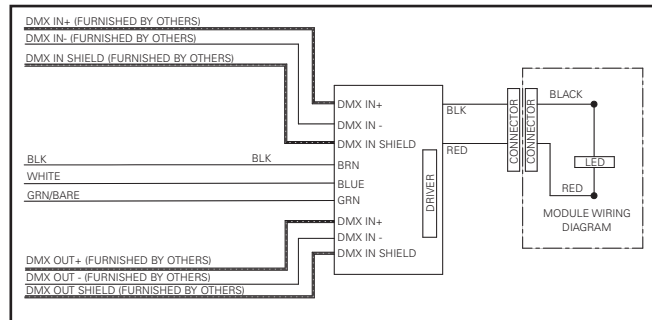 DMX IN+ (FURNISHED BY OTHERS)
DMX IN- (FURNISHED BY OTHERS)
DMX IN SHIELD (FURNISHED BY OTHERS)
BLK BLK
WHITE
GRN/BARE
DMX OUT+ (FURNISHED BY OTHERS)
DMX OUT - (FURNISHED BY OTHERS)
DMX OUT SHIELD (FURNISHED BY OTHERS)
DMX IN+
DMX IN -
DMX IN SHIELD
BRN
BLUE
GRN
DMX IN+
DMX IN -
DMX IN SHIELD
DRIVER
BLK
RED
CONNECTOR
CONNECTOR
BLACK
LED
RED
MODULE WIRING
DIAGRAM